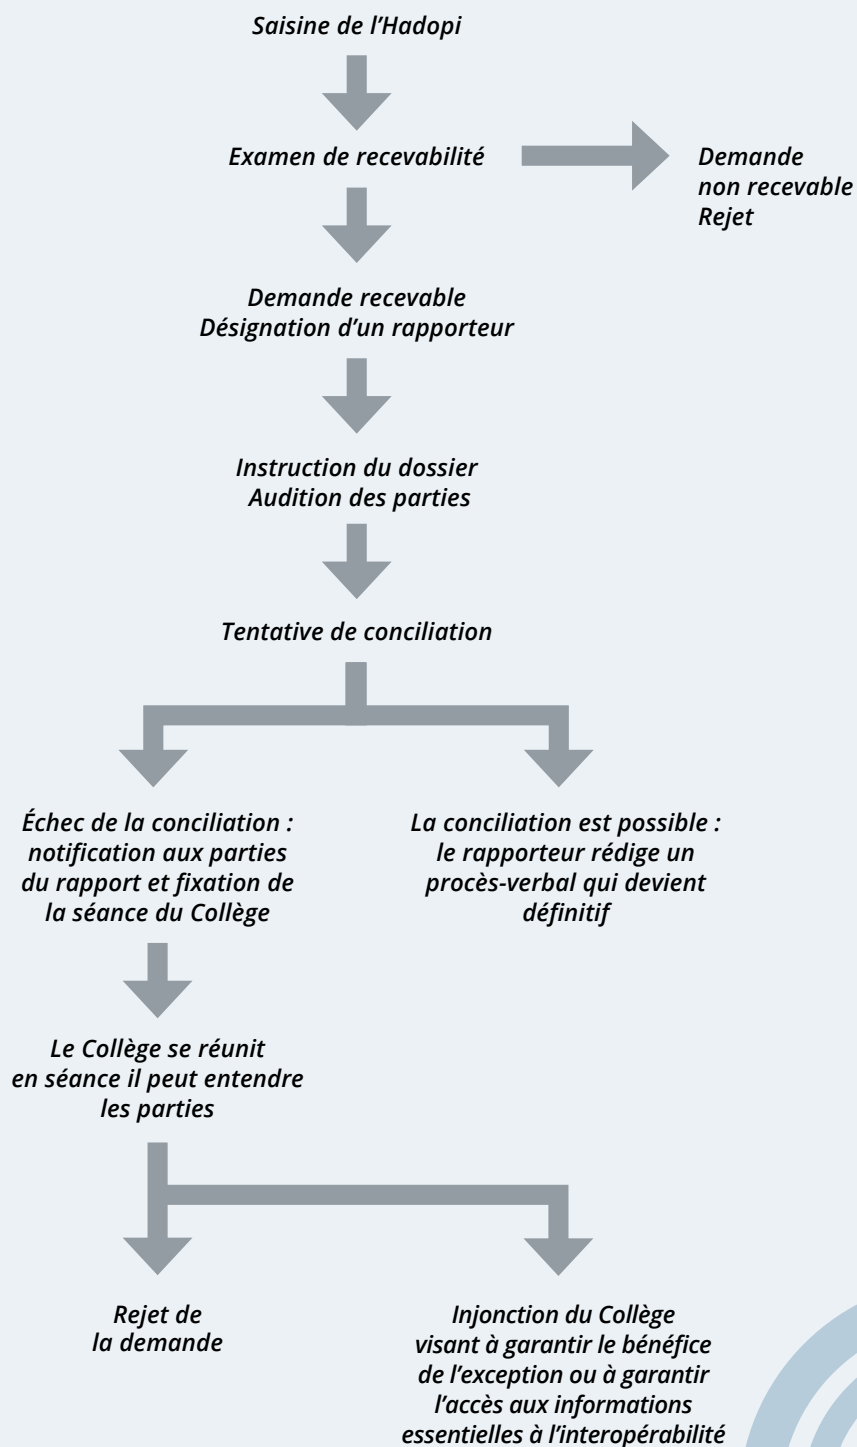 Saisine de l’Hadopi
Examen de recevabilité
Demande
non recevable
Rejet
Demande recevable
Désignation d’un rapporteur
Instruction du dossier
Audition des parties
Tentative de conciliation
Échec de la conciliation :
notification aux parties
du rapport et fixation de
la séance du Collège
La conciliation est possible :
le rapporteur rédige un
procès-verbal qui devient
définitif
Le Collège se réunit
en séance il peut entendre
les parties
Rejet de
la demande
Injonction du Collège
visant à garantir le bénéfice
de l’exception ou à garantir
l’accès aux informations
essentielles à l’interopérabilité